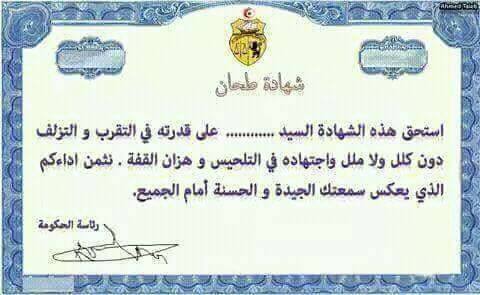 Ahmed Taieb
شهادة طحان
استحق هذه الشهادة السيد ............ على قدرته في التقرب و التزلف
دون كلل ولا ملل واجتهاده في التلحيس و هزان القفة . نثمن اداءكم
الذي يعكس سمعتك الجيدة و الحسنة أمام الجميع.
رئاسة الحكومة